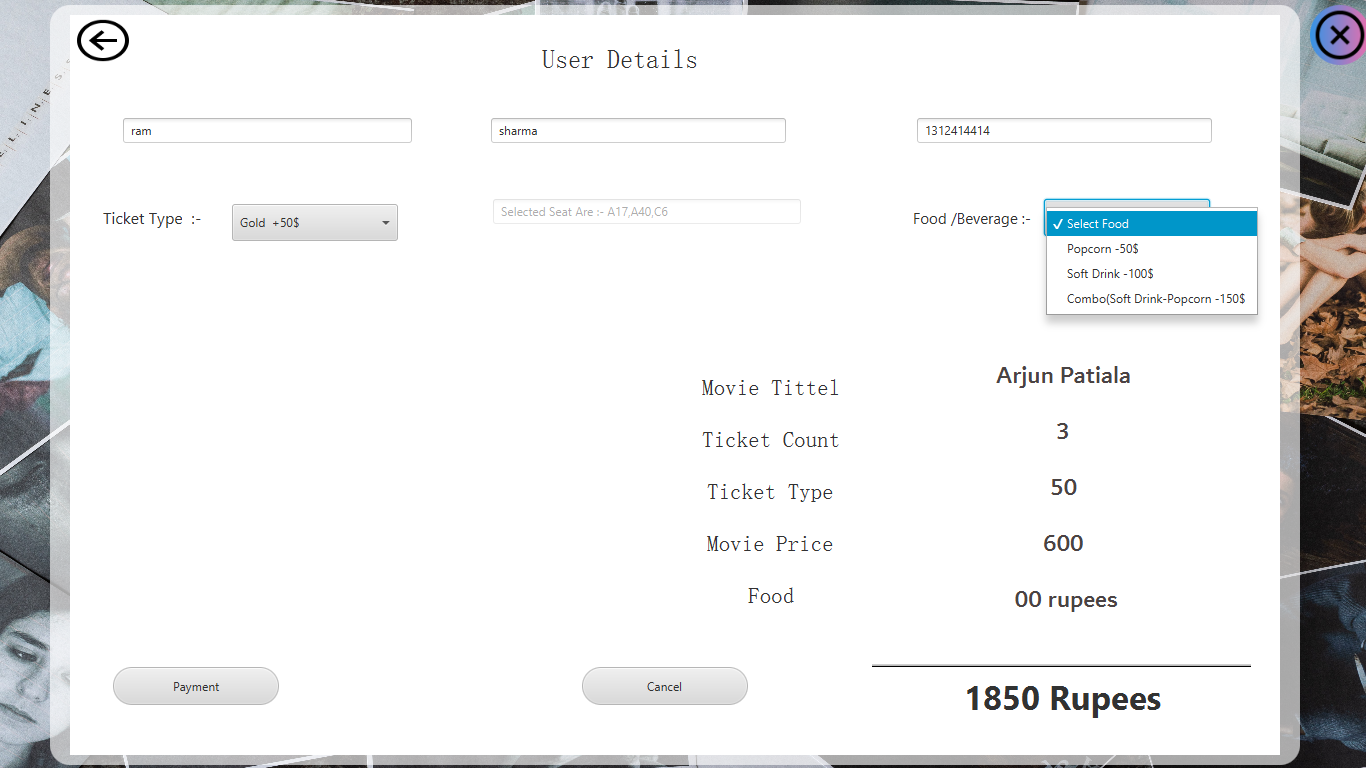 User Details
ram
sharma
1312414414
Ticket Type :-
Gold +50$
Selected Seat Are :- A17,A40,C6
Food /Beverage :-
✓ Select Food
Popcorn -50$
Soft Drink -100$
Combo(Soft Drink-Popcorn -150$
Movie Tittel
Arjun Patiala
Ticket Count
3
Ticket Type
50
Movie Price
600
Food
00 rupees
Payment
Cancel
1850 Rupees